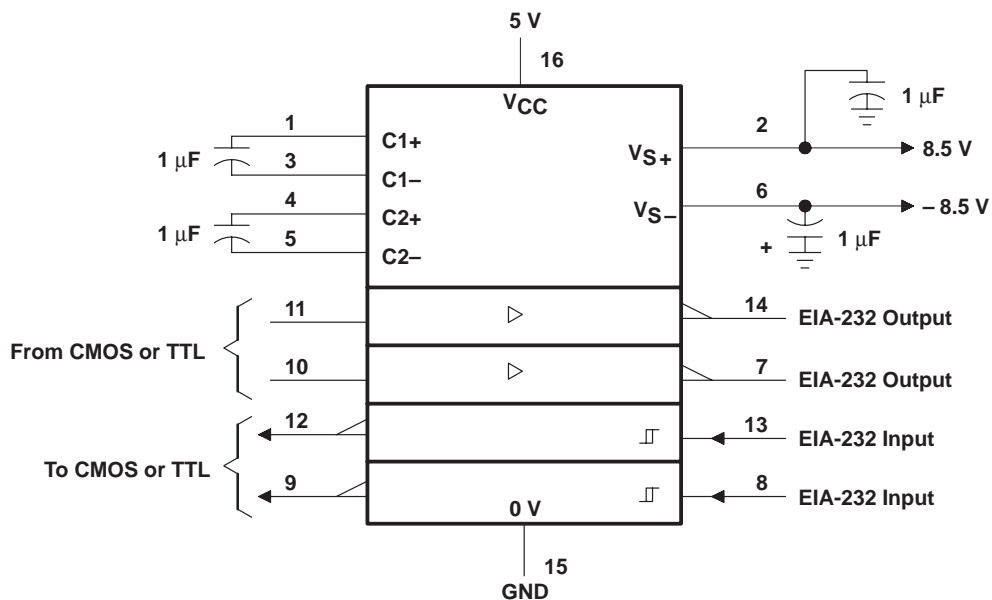 5 V
16
VCC
1
C1+
1 μF
3
C1–
4
C2+
1 μF
5
C2–
2
VS+
1 μF
8.5 V
6
VS–
– 8.5 V
+
1 μF
11
14
EIA-232 Output
From CMOS or TTL
10
7
EIA-232 Output
12
13
EIA-232 Input
To CMOS or TTL
9
8
EIA-232 Input
0 V
15
GND